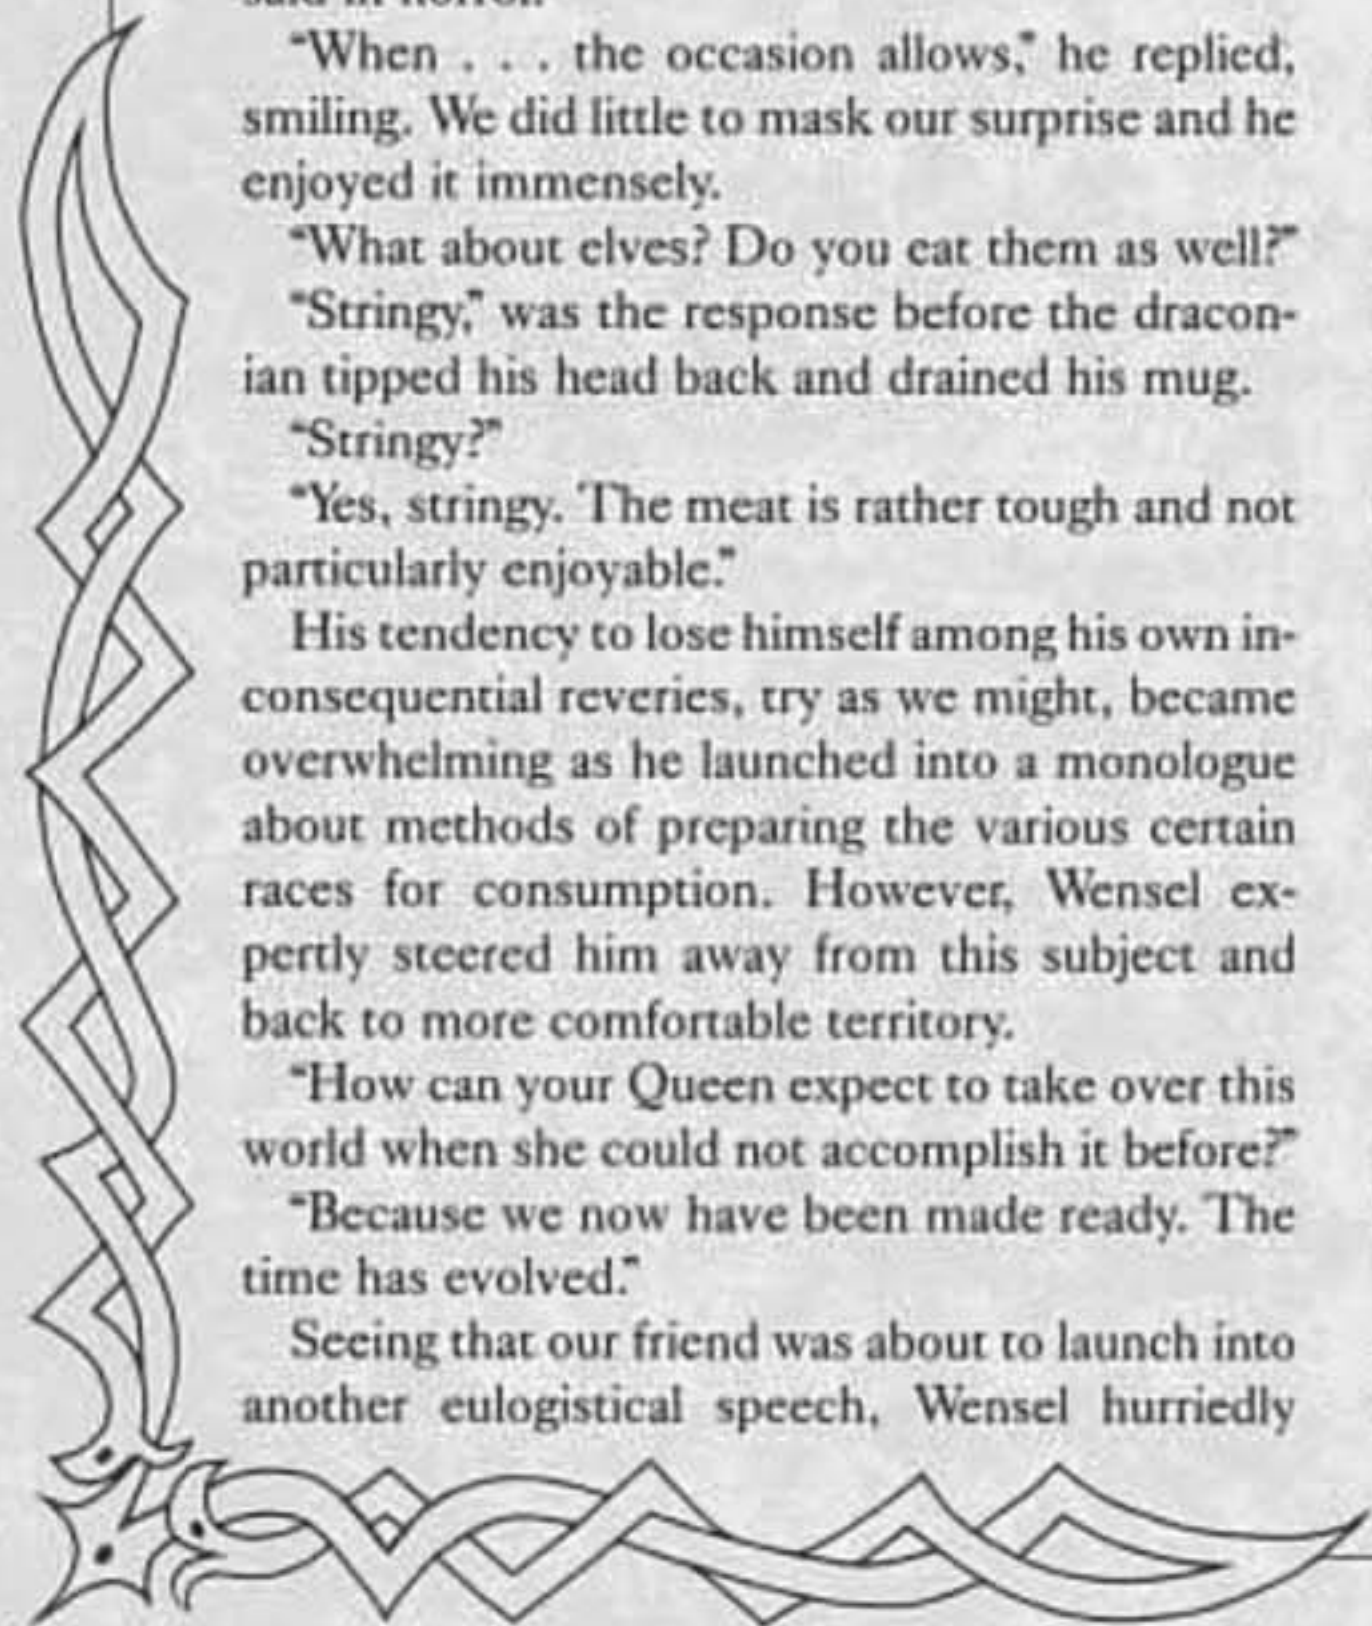 said in horror.
"When . . . the occasion allows," he replied,
smiling. We did little to mask our surprise and he
enjoyed it immensely.
"What about elves? Do you eat them as well?"
"Stringy," was the response before the dracon-
ian tipped his head back and drained his mug.
"Stringy?"
"Yes, stringy. The meat is rather tough and not
particularly enjoyable."
His tendency to lose himself among his own in-
consequential reveries, try as we might, became
overwhelming as he launched into a monologue
about methods of preparing the various certain
races for consumption. However, Wensel ex-
pertly steered him away from this subject and
back to more comfortable territory.
"How can your Queen expect to take over this
world when she could not accomplish it before?"
"Because we now have been made ready. The
time has evolved."
Seeing that our friend was about to launch into
another eulogistical speech, Wensel hurriedly